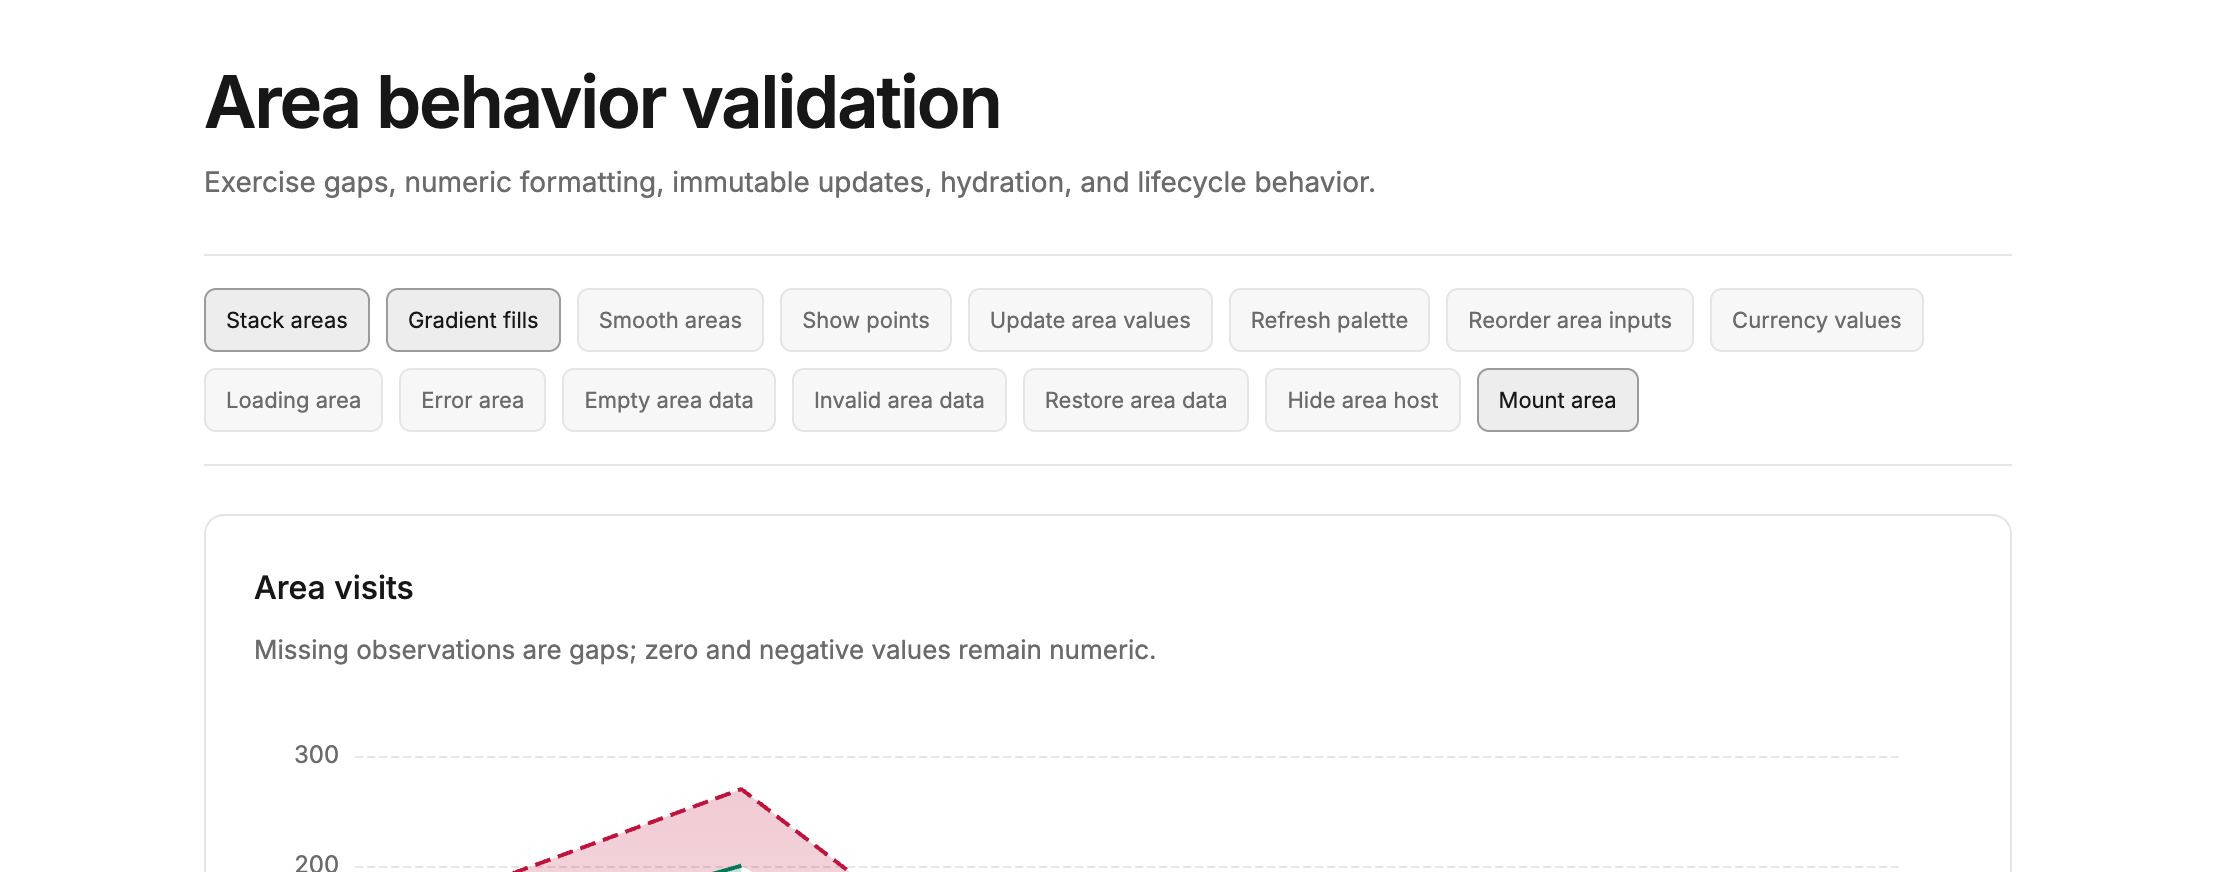 Area behavior validation
Exercise gaps, numeric formatting, immutable updates, hydration, and lifecycle behavior.
Stack areas Gradient fills Smooth areas Show points Update area values Refresh palette Reorder area inputs Currency values
Loading area Error area Empty area data Invalid area data Restore area data Hide area host Mount area
Area visits
Missing observations are gaps; zero and negative values remain numeric.
300
200